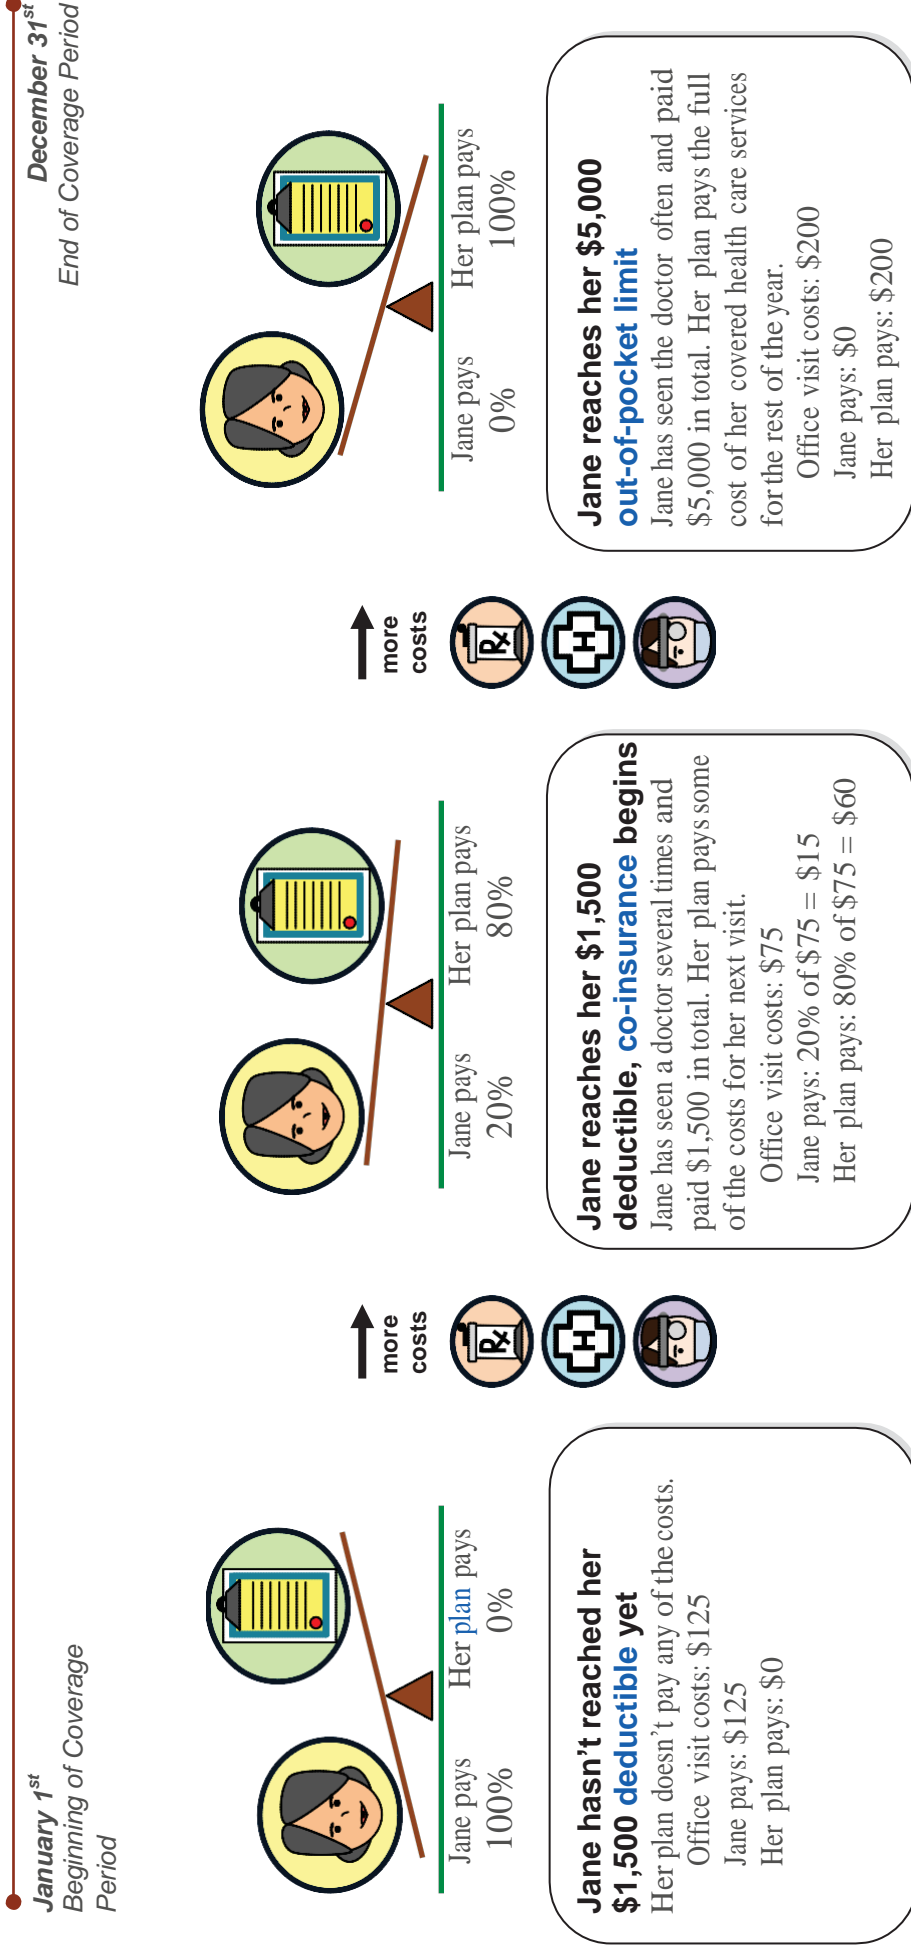 January 1st
Beginning of Coverage
Period
December 31st
End of Coverage Period
Jane pays
100%
Her plan pays
0%
Jane hasn't reached her
$1,500 deductible yet
Her plan doesn't pay any of the costs.
Office visit costs: $125
Jane pays: $125
Her plan pays: $0
more
costs
Rx
H
Jane pays
20%
Her plan pays
80%
Jane reaches her $1,500
deductible, co-insurance begins
Jane has seen a doctor several times and
paid $1,500 in total. Her plan pays some
of the costs for her next visit.
Office visit costs: $75
Jane pays: 20% of $75 = $15
Her plan pays: 80% of $75 = $60
more
costs
Rx
H
Jane pays
0%
Her plan pays
100%
Jane reaches her $5,000
out-of-pocket limit
Jane has seen the doctor often and paid
$5,000 in total. Her plan pays the full
cost of her covered health care services
for the rest of the year.
Office visit costs: $200
Jane pays: $0
Her plan pays: $200